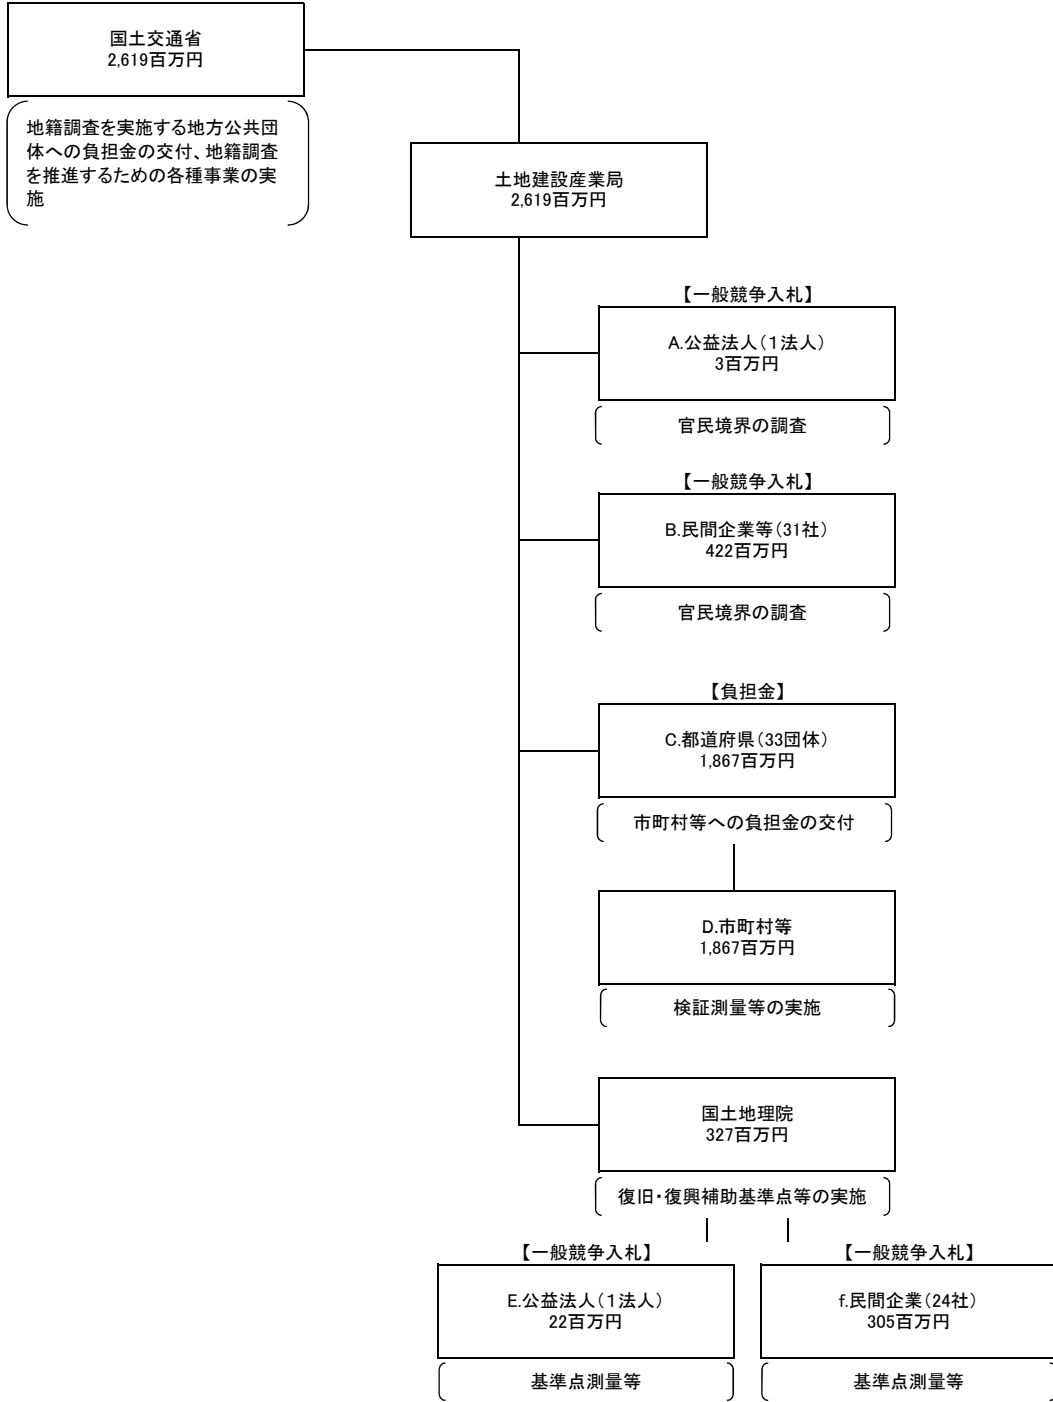 国土交通省
2,619百万円
地籍調査を実施する地方公共団
体への負担金の交付、地籍調査
を推進するための各種事業の実
施
土地建設産業局
2,619百万円
【一般競争入札】
A.公益法人（１法人）
3百万円
官民境界の調査
【一般競争入札】
B.民間企業等（31社）
422百万円
官民境界の調査
【負担金】
C.都道府県（33団体）
1,867百万円
市町村等への負担金の交付
D.市町村等
1,867百万円
検証測量等の実施
国土地理院
327百万円
復旧・復興補助基準点等の実施
【一般競争入札】
E.公益法人（１法人）
22百万円
基準点測量等
【一般競争入札】
f.民間企業（24社）
305百万円
基準点測量等